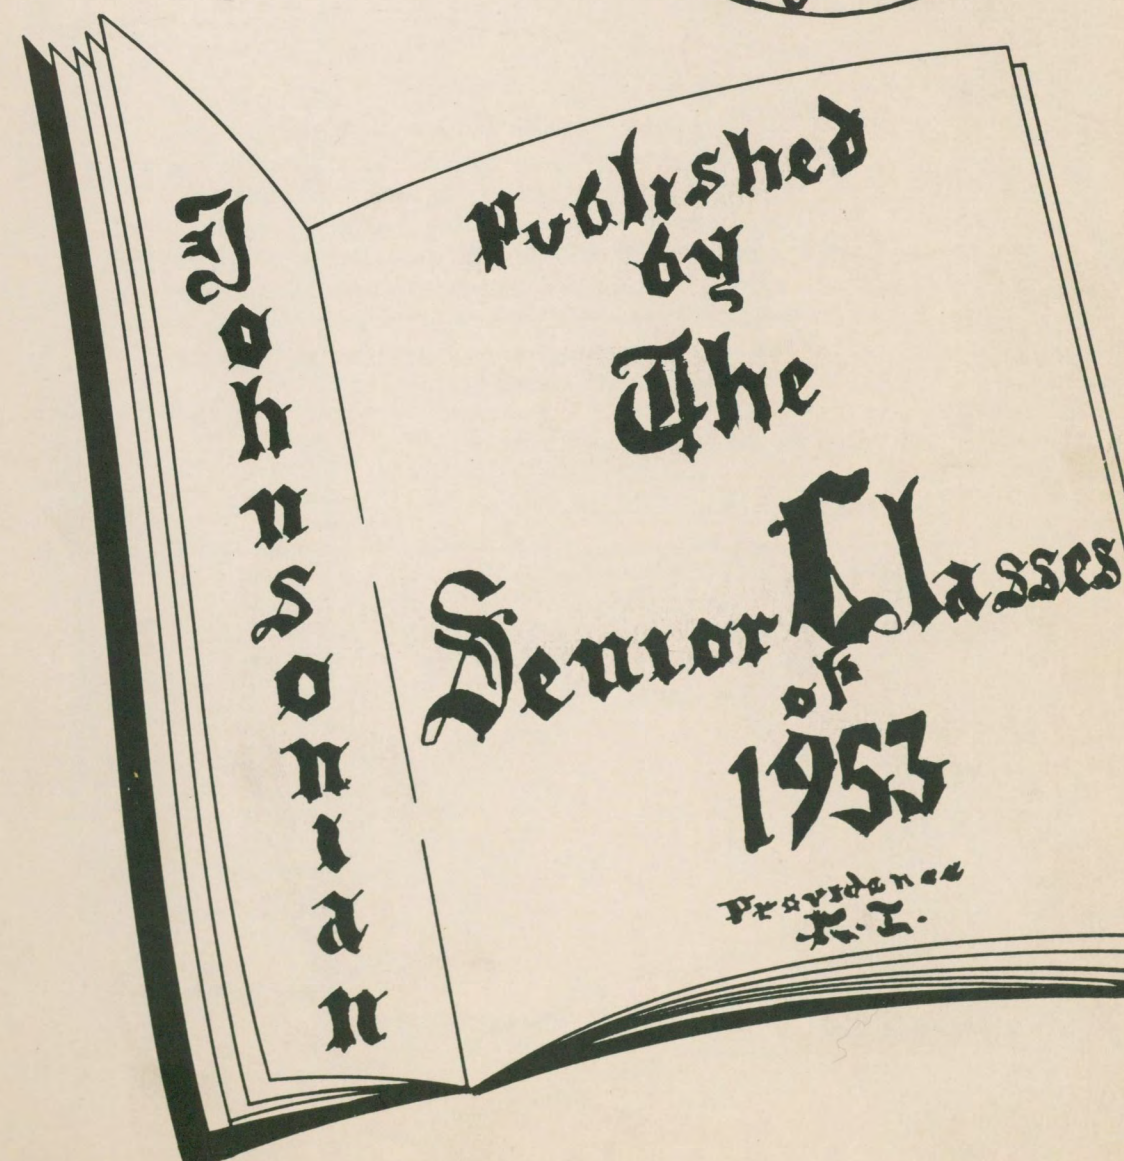 Johnsonian
Published
by
The
Senior Classes
of
1953
Providence
R.I.